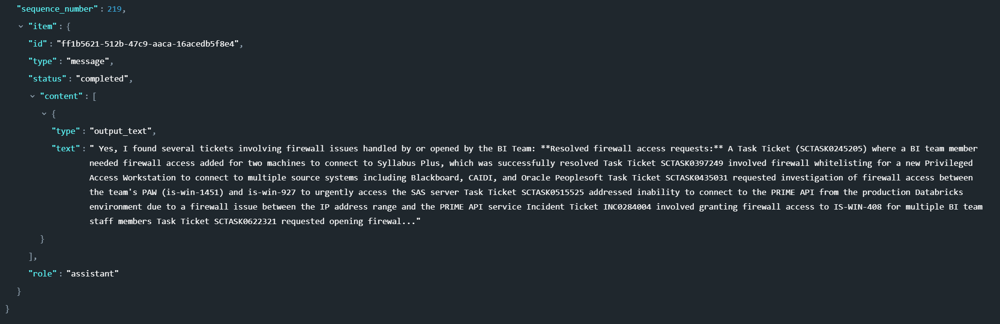 "sequence_number": 219,
"item": {
"id": "ff1b5621-512b-47c9-aaca-16acedb5f8e4",
"type": "message",
"status": "completed",
"content": [
{
"type": "output_text",
"text": " Yes, I found several tickets involving firewall issues handled by or opened by the BI Team: **Resolved firewall access requests:** A Task Ticket (SCTASK0245205) where a BI team member
needed firewall access added for two machines to connect to Syllabus Plus, which was successfully resolved Task Ticket SCTASK0397249 involved firewall whitelisting for a new Privileged
Access Workstation to connect to multiple source systems including Blackboard, CAIDI, and Oracle Peoplesoft Task Ticket SCTASK0435031 requested investigation of firewall access between
the team's PAW (is-win-1451) and is-win-927 to urgently access the SAS server Task Ticket SCTASK0515525 addressed inability to connect to the PRIME API from the production Databricks
environment due to a firewall issue between the IP address range and the PRIME API service Incident Ticket INC0284004 involved granting firewall access to IS-WIN-408 for multiple BI team
staff members Task Ticket SCTASK0622321 requested opening firewal..."
}
],
"role": "assistant"
}
}